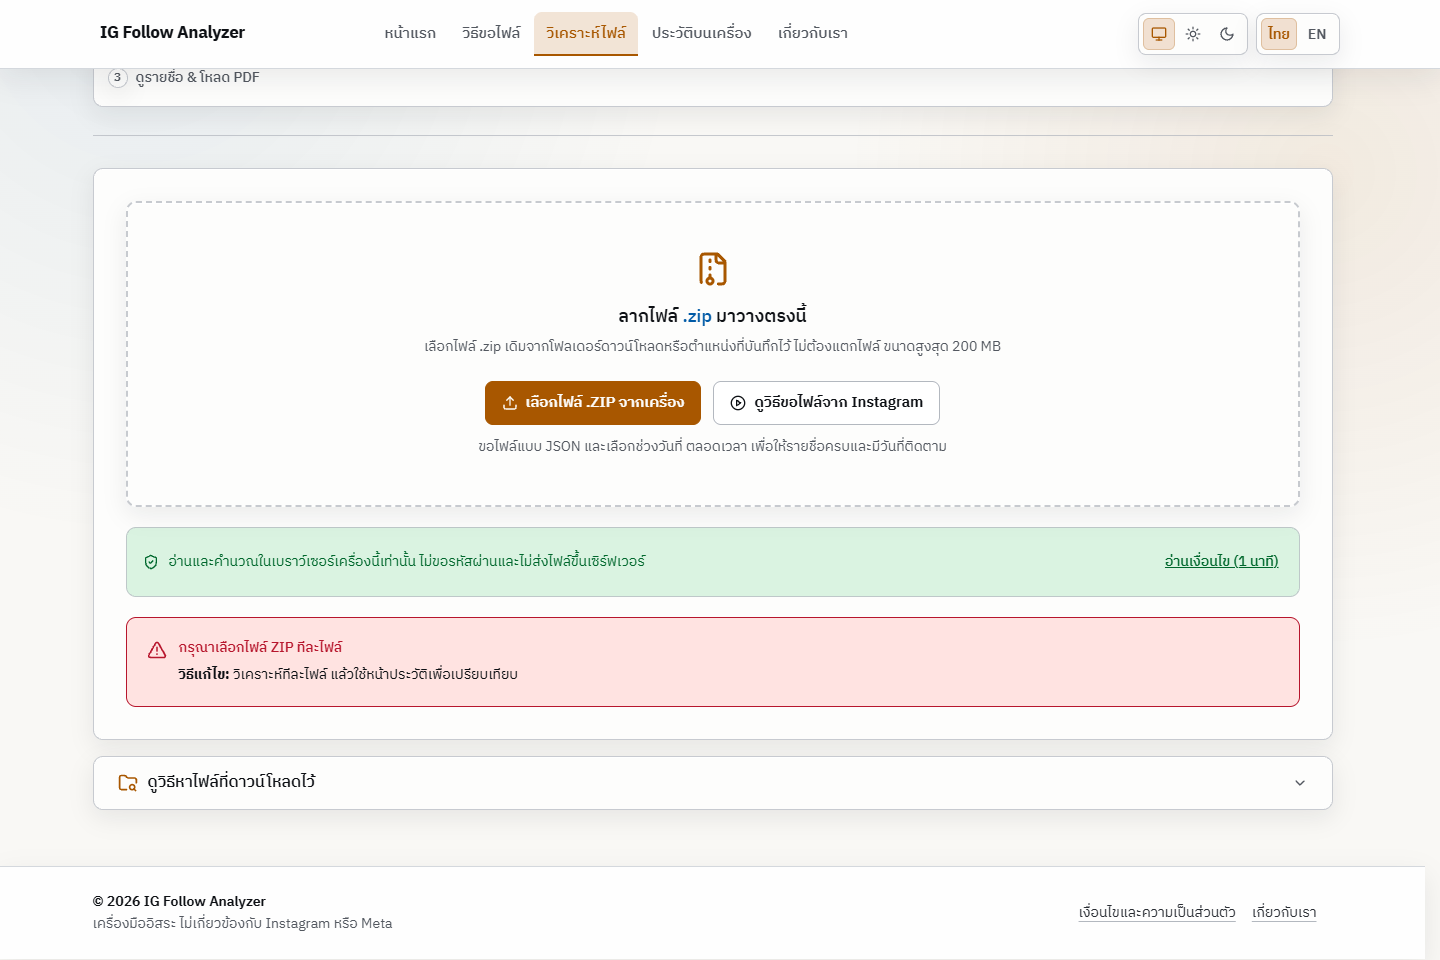 IG Follow Analyzer
หน้าแรก
วิธีขอไฟล์
วิเคราะห์ไฟล์
ประวัติบนเครื่อง
เกี่ยวกับเรา
ไทย
EN
3 ดูรายชื่อ & โหลด PDF
ลากไฟล์ .zip มาวางตรงนี้
เลือกไฟล์ .zip เดิมจากโฟลเดอร์ดาวน์โหลดหรือตำแหน่งที่บันทึกไว้ ไม่ต้องแตกไฟล์ ขนาดสูงสุด 200 MB
เลือกไฟล์ .ZIP จากเครื่อง
ดูวิธีขอไฟล์จาก Instagram
ขอไฟล์แบบ JSON และเลือกช่วงวันที่ ตลอดเวลา เพื่อให้รายชื่อครบและมีวันที่ติดตาม
อ่านและคำนวณในเบราว์เซอร์เครื่องนี้เท่านั้น ไม่ขอรหัสผ่านและไม่ส่งไฟล์ขึ้นเซิร์ฟเวอร์
อ่านเงื่อนไข (1 นาที)
กรุณาเลือกไฟล์ ZIP ทีละไฟล์
วิธีแก้ไข: วิเคราะห์ทีละไฟล์ แล้วใช้หน้าประวัติเพื่อเปรียบเทียบ
ดูวิธีหาไฟล์ที่ดาวน์โหลดไว้
© 2026 IG Follow Analyzer
เครื่องมืออิสระ ไม่เกี่ยวข้องกับ Instagram หรือ Meta
เงื่อนไขและความเป็นส่วนตัว
เกี่ยวกับเรา